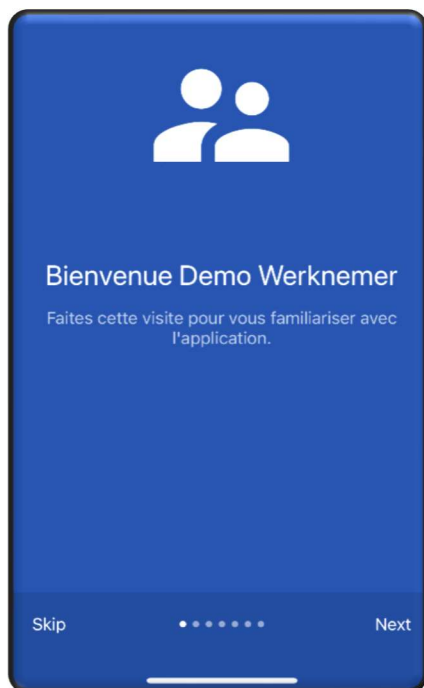 Bienvenue Demo Werknemer
Faites cette visite pour vous familiariser avec
l'application.
Skip
Next